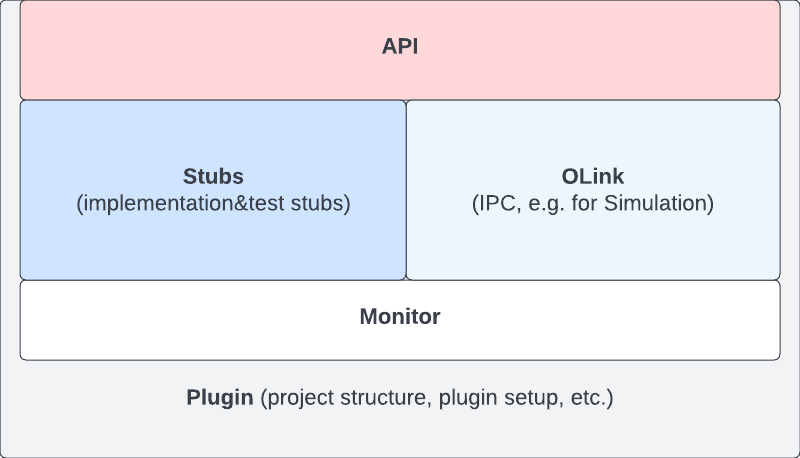 API
Stubs
(implementation&test stubs)
OLink
(IPC, e.g. for Simulation)
Monitor
Plugin (project structure, plugin setup, etc.)